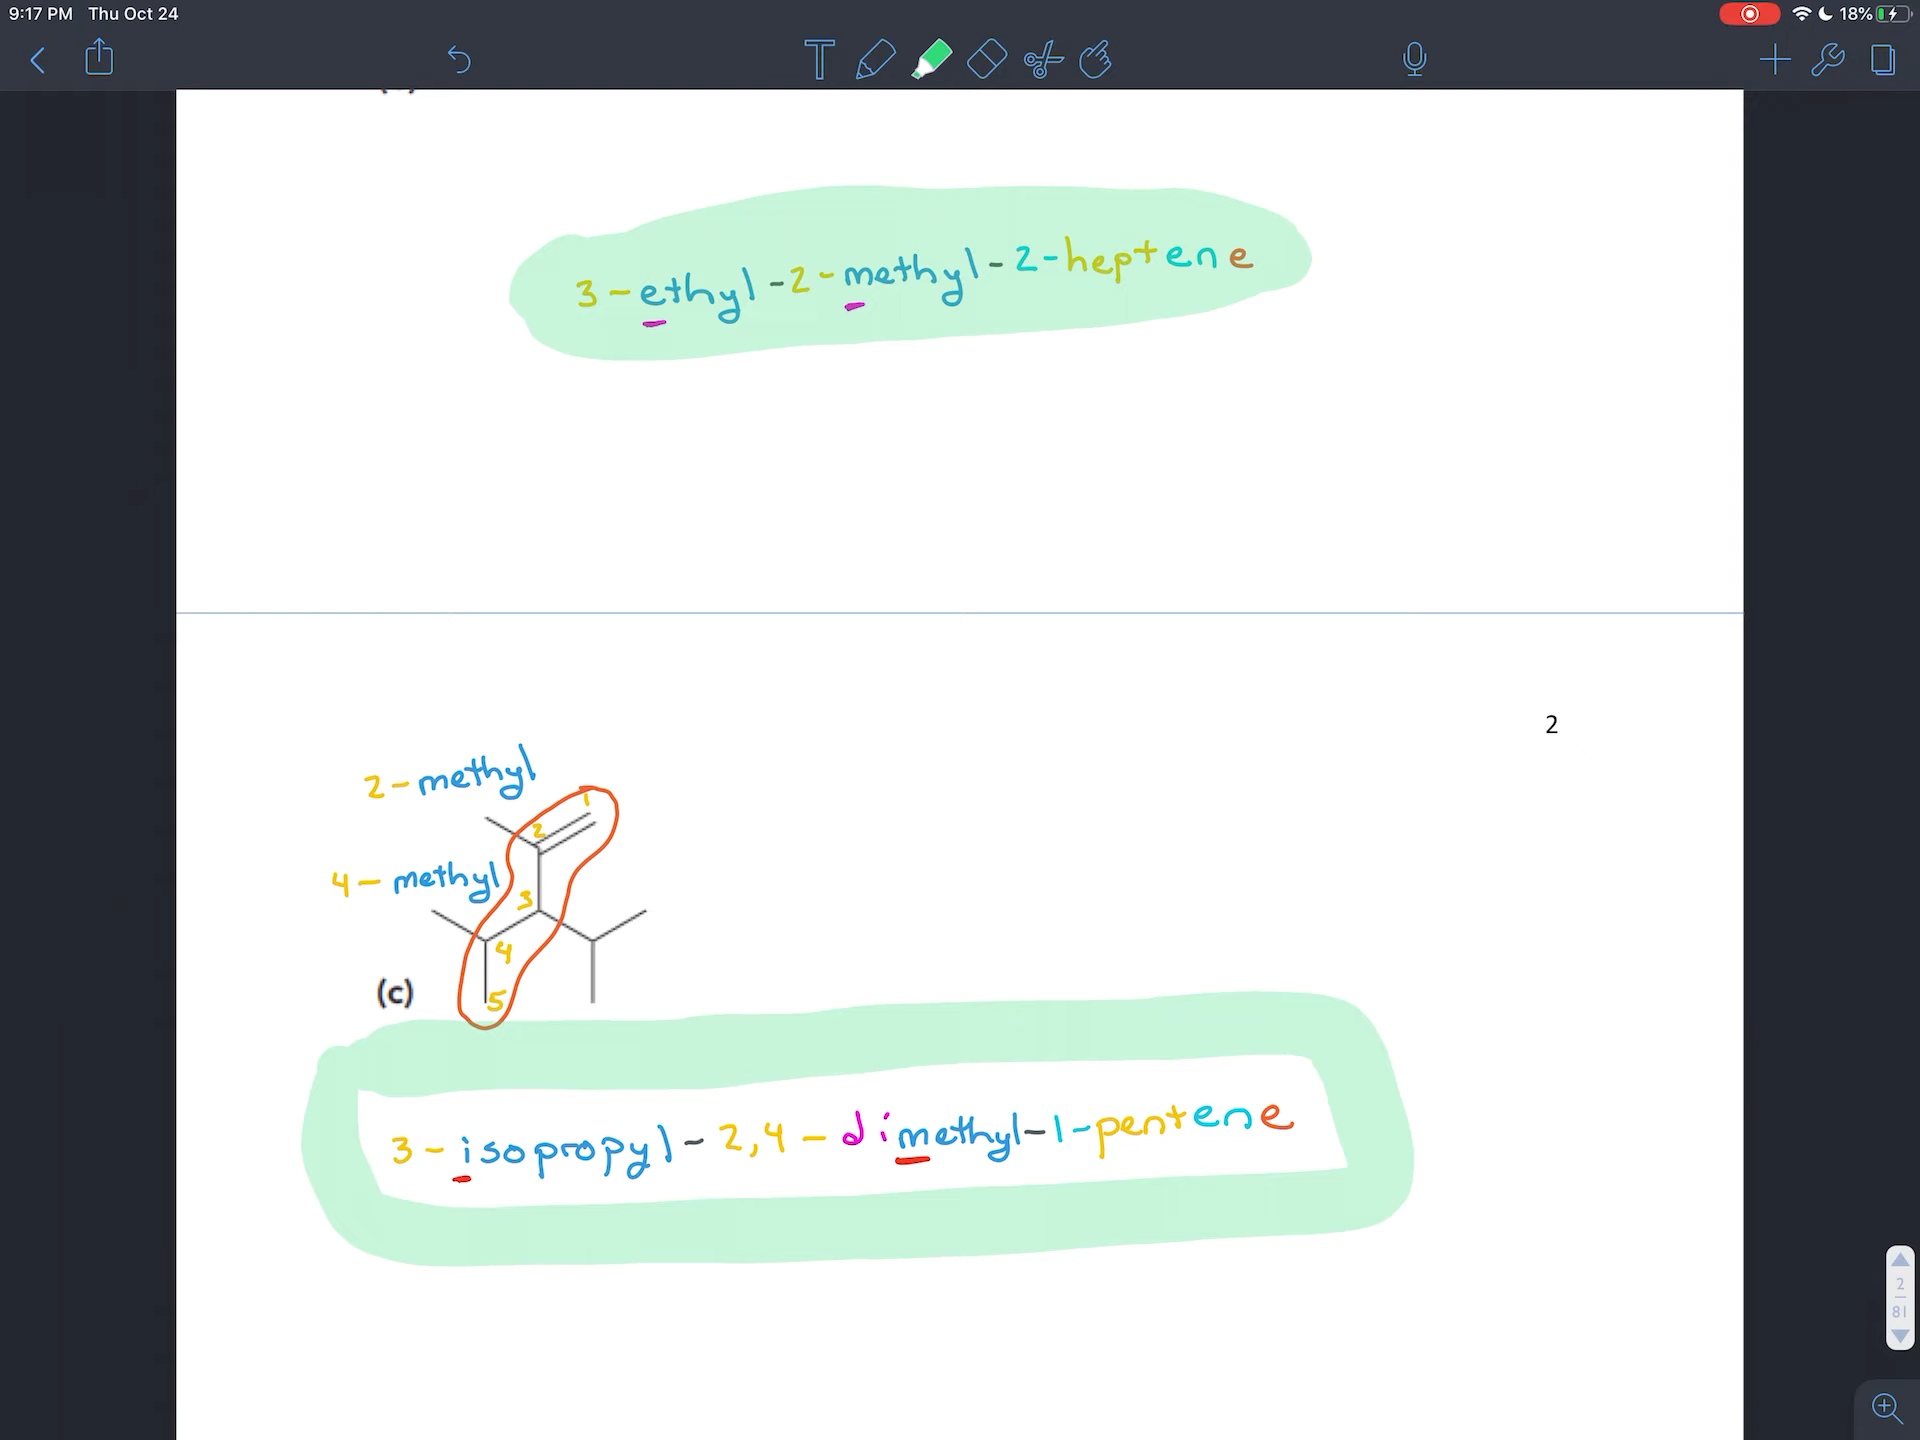 9:17 PM Thu Oct 24
18%
3-ethyl-2-methyl-2-heptene
2
2-methyl
1
2
4-methyl
3
4
(c)
5
3-isopropyl-2,4-dimethyl-1-pentene
2
81